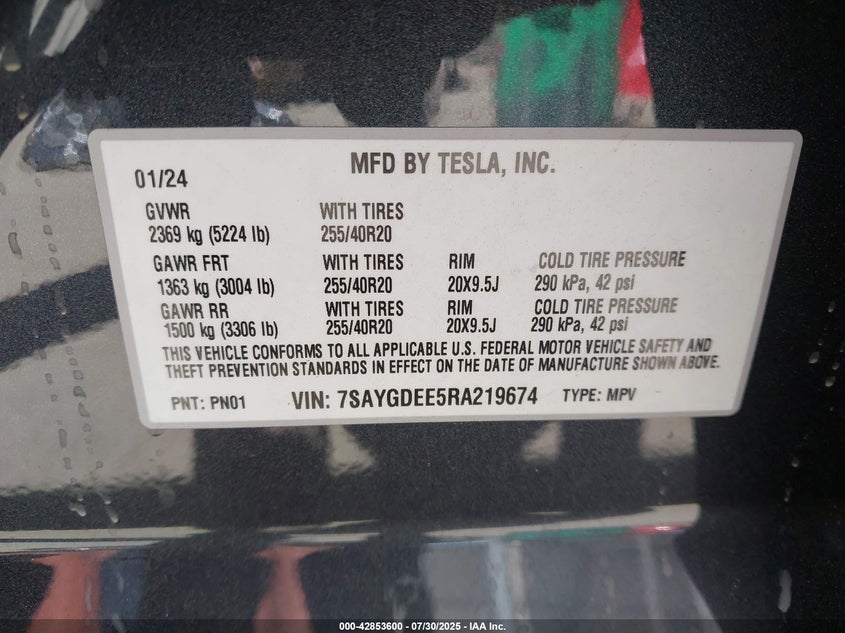 MFD BY TESLA, INC.
01/24
GVWR WITH TIRES
2369 kg (5224 lb) 255/40R20
GAWR FRT WITH TIRES RIM COLD TIRE PRESSURE
1363 kg (3004 lb) 255/40R20 20X9.5J 290 kPa, 42 psi
GAWR RR WITH TIRES RIM COLD TIRE PRESSURE
1500 kg (3306 lb) 255/40R20 20X9.5J 290 kPa, 42 psi
THIS VEHICLE CONFORMS TO ALL APPLICABLE U.S. FEDERAL MOTOR VEHICLE SAFETY AND
THEFT PREVENTION STANDARDS IN EFFECT ON THE DATE OF MANUFACTURE SHOWN ABOVE.
PNT: PN01 VIN: 7SAYGDEE5RA219674 TYPE: MPV
000-42853600 - 07/30/2025 - IAA Inc.